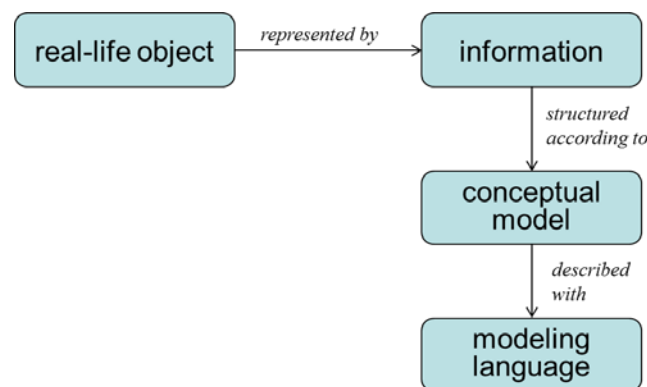 real-life object
represented by
information
structured
according to
conceptual
model
described
with
modeling
language